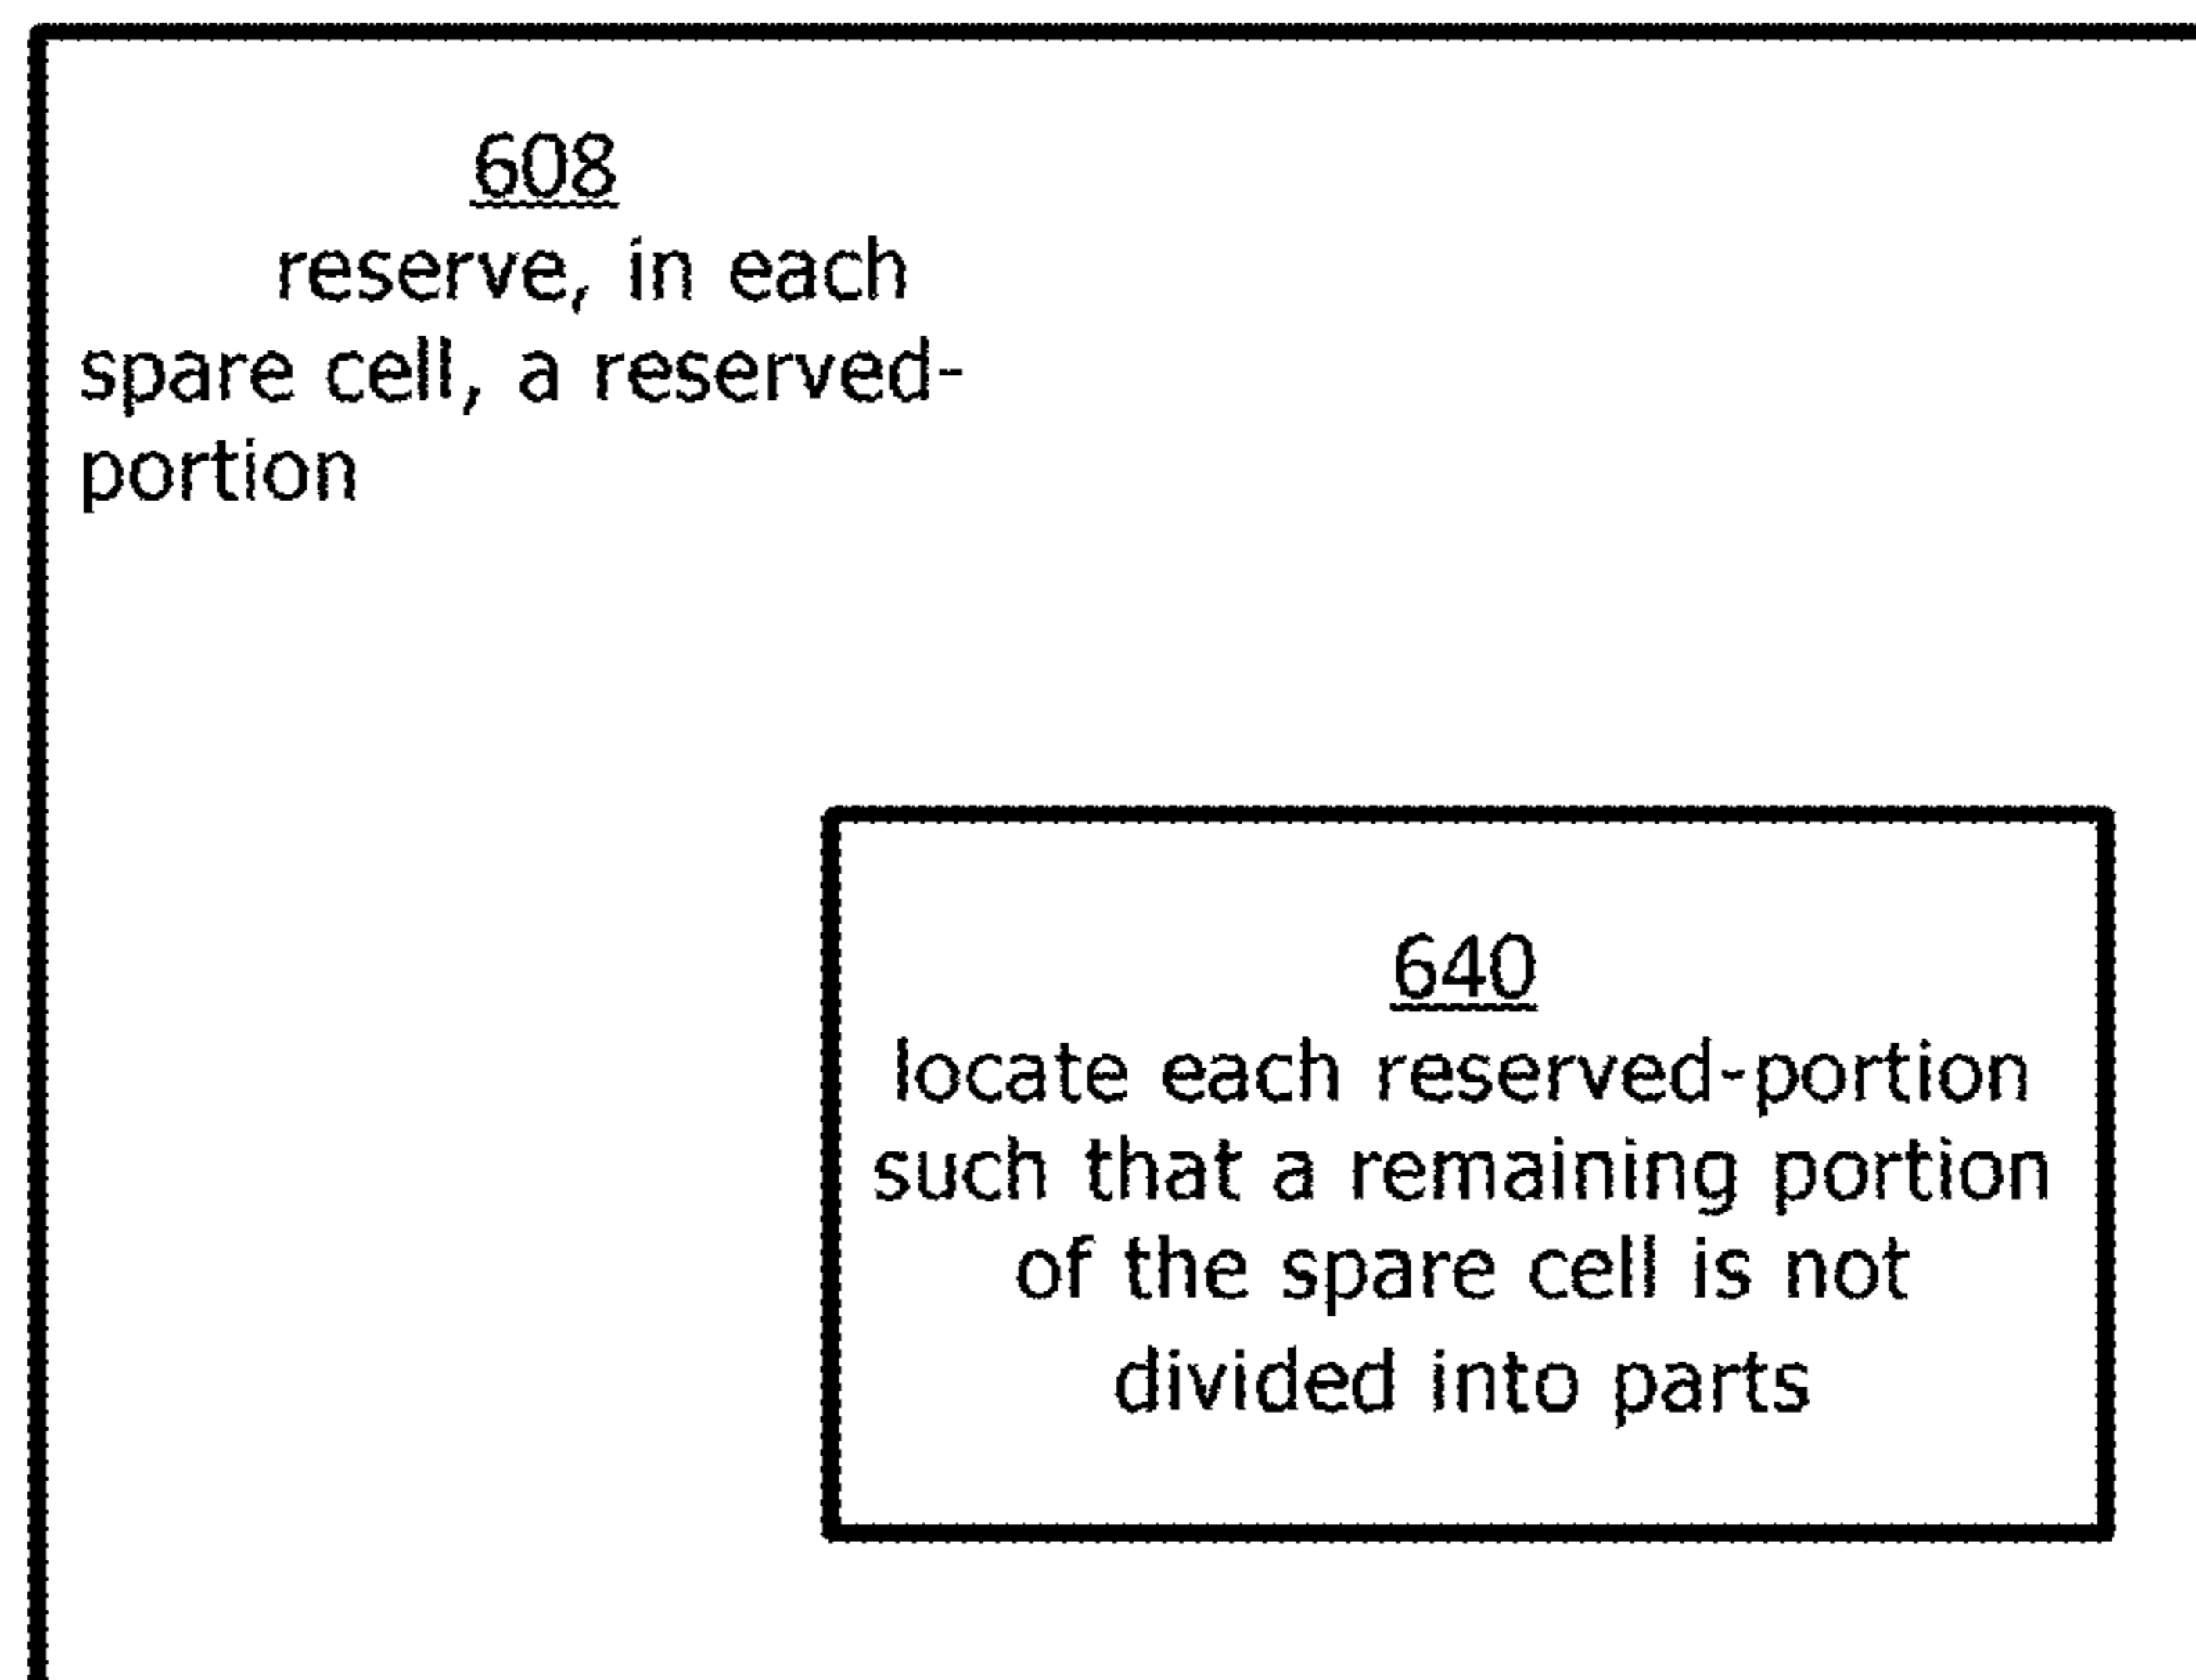 608
reserve, in each
spare cell, a reserved-
portion
640
locate each reserved-portion
such that a remaining portion
of the spare cell is not
divided into parts